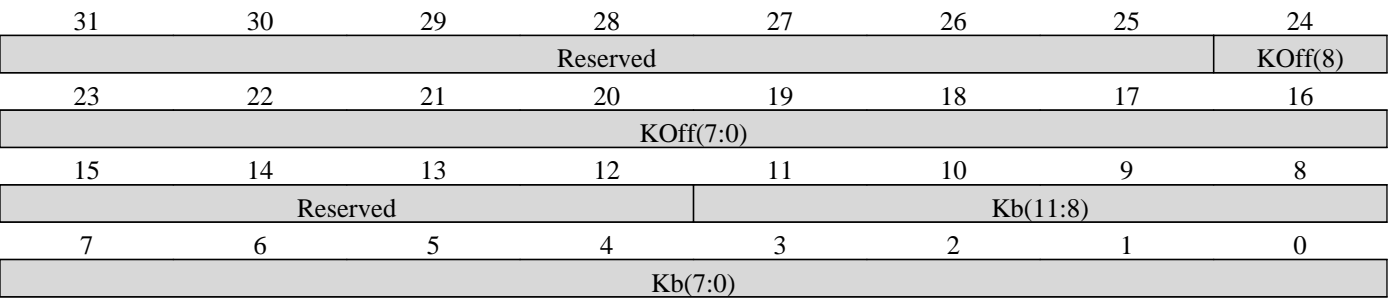 31 30 29 28 27 26 25 24
Reserved KOff(8)
23 22 21 20 19 18 17 16
KOff(7:0)
15 14 13 12 11 10 9 8
Reserved Kb(11:8)
7 6 5 4 3 2 1 0
Kb(7:0)